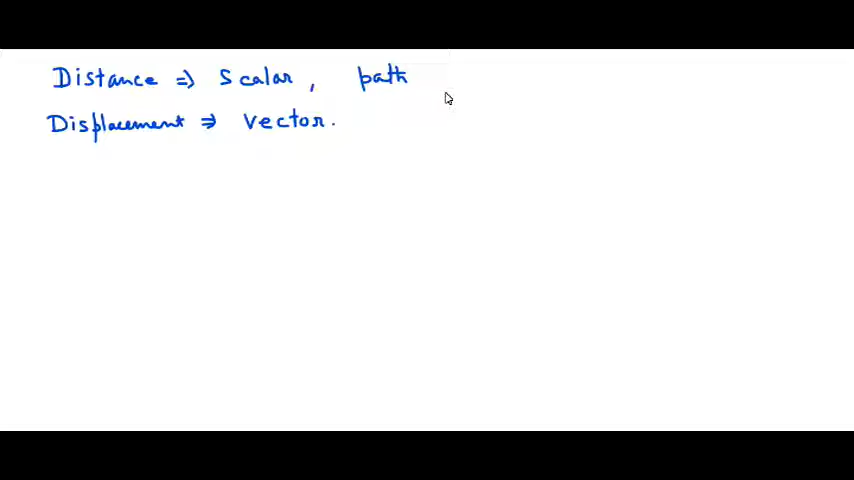 Distance ⇒ Scalar, path
Displacement ⇒ Vector.